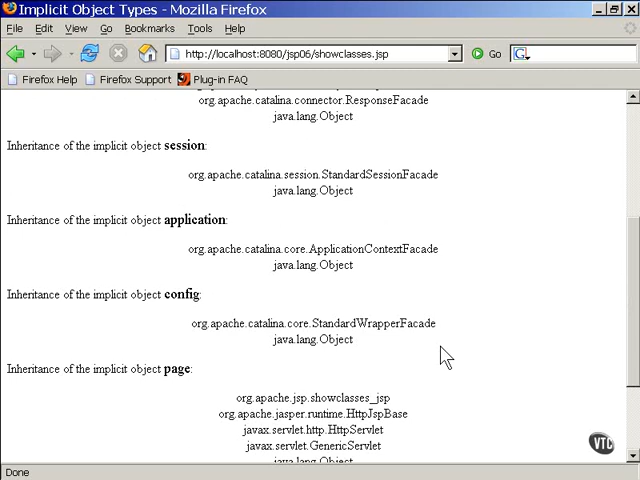 Implicit Object Types - Mozilla Firefox
File Edit View Go Bookmarks Tools Help
http://localhost:8080/jsp06/showclasses.jsp Go
Firefox Help Firefox Support Plug-in FAQ
org.apache.catalina.connector.ResponseFacade
java.lang.Object
Inheritance of the implicit object session:
org.apache.catalina.session.StandardSessionFacade
java.lang.Object
Inheritance of the implicit object application:
org.apache.catalina.core.ApplicationContextFacade
java.lang.Object
Inheritance of the implicit object config:
org.apache.catalina.core.StandardWrapperFacade
java.lang.Object
Inheritance of the implicit object page:
org.apache.jsp.showclasses_jsp
org.apache.jasper.runtime.HttpJspBase
javax.servlet.http.HttpServlet
javax.servlet.GenericServlet
java.lang.Object
VTC
Done